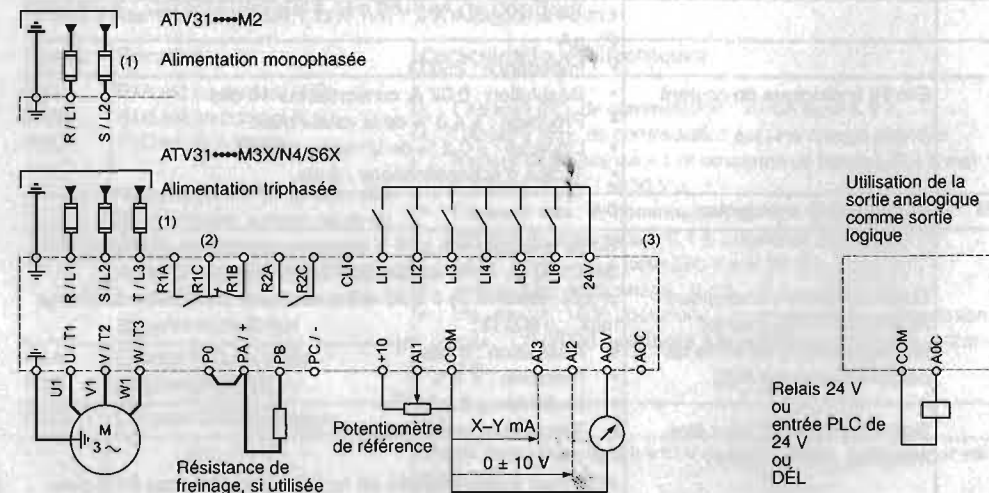 ATV31••••M2
(1) Alimentation monophasée
R / L1
S / L2
ATV31••••M3X/N4/S6X
Alimentation triphasée
(1)
(2)
(3)
R / L1
S / L2
T / L3
R1A
R1C
R1B
R2A
R2C
CLI
LI1
LI2
LI3
LI4
LI5
LI6
24V
U / T1
V / T2
W / T3
P0
PA / +
PB
PC / -
+10
AI1
COM
AI3
AI2
AOV
AOC
U1
V1
W1
M
3 ~
Résistance de
freinage, si utilisée
Potentiomètre
de référence
X–Y mA
0 ± 10 V
Utilisation de la
sortie analogique
comme sortie
logique
COM
A0C
Relais 24 V
ou
entrée PLC de
24 V
ou
DÉL